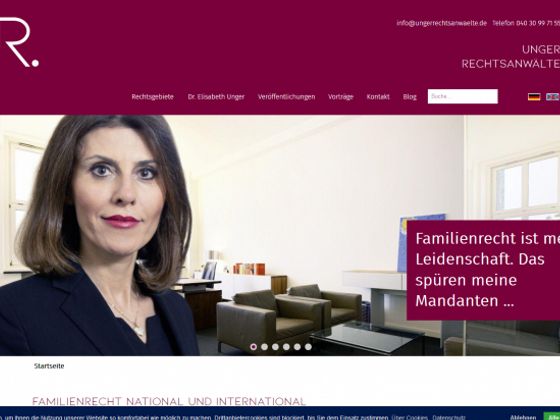 R.
info@ungerrechtsanwaelte.de Telefon 040 30 99 71 55
UNGER
RECHTSANWÄLTE
Rechtsgebiete Dr. Elisabeth Unger Veröffentlichungen Vorträge Kontakt Blog Suche...
Familienrecht ist me
Leidenschaft. Das
spüren meine
Mandanten ...
Startseite
FAMILIENRECHT NATIONAL UND INTERNATIONAL
, um Ihnen die Nutzung unserer Website so komfortabel wie möglich zu machen. Drittanbietercookies sind blockiert, bis Sie dem Einsatz zustimmen. Über Cookies Datenschutz Ablehnen Alle